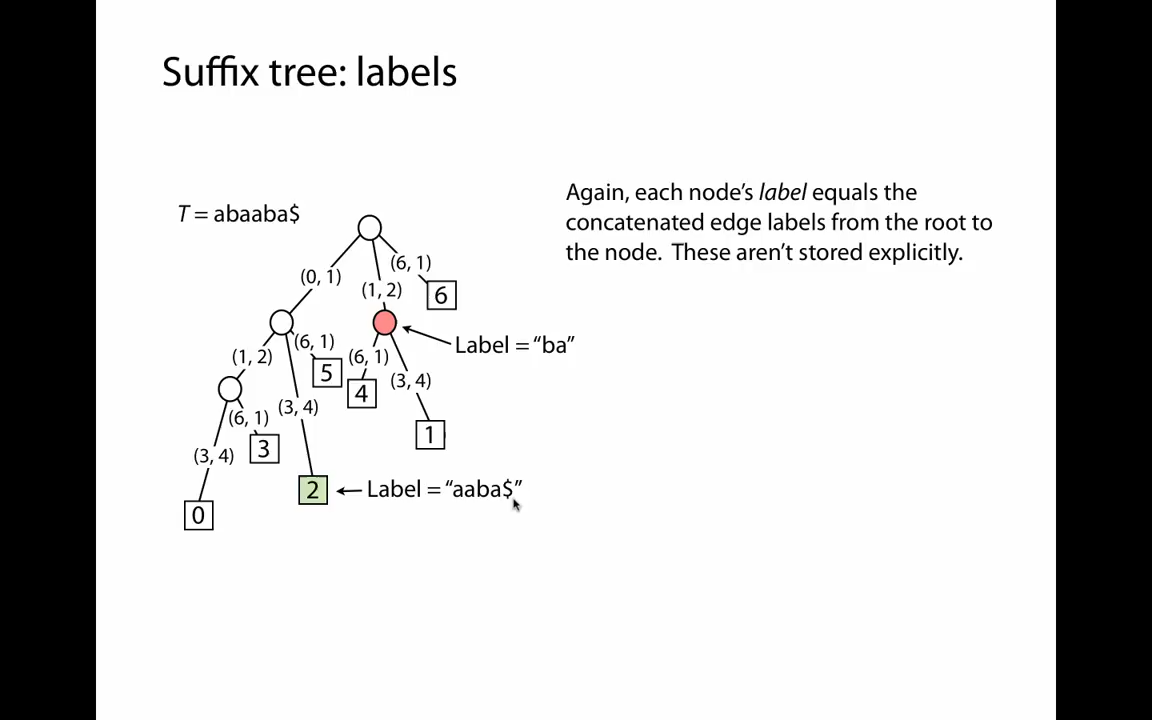 Suffix tree: labels
Again, each node's label equals the
concatenated edge labels from the root to
the node. These aren't stored explicitly.
T = abaaba$
(6, 1)
(0, 1)
(1, 2)
6
(6, 1)
Label = “ba”
(1, 2)
(6, 1)
5
(3, 4)
4
(3, 4)
(6, 1)
1
3
(3, 4)
2
Label = “aaba$”
0